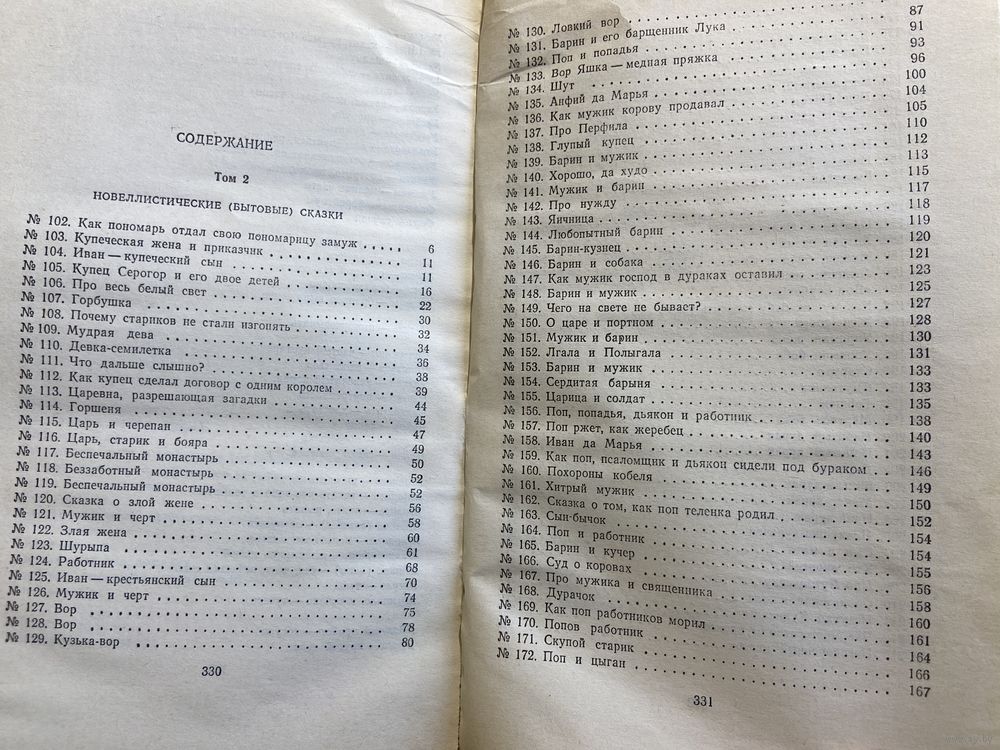 СОДЕРЖАНИЕ
Том 2
НОВЕЛЛИСТИЧЕСКИЕ (БЫТОВЫЕ) СКАЗКИ
№ 102. Как пономарь отдал свою пономарицу замуж . . . . . 6
№ 103. Купеческая жена и приказчик . . . . . 11
№ 104. Иван — купеческий сын . . . . . 11
№ 105. Купец Серогор и его двое детей . . . . . 16
№ 106. Про весь белый свет . . . . . 22
№ 107. Горбушка . . . . . 30
№ 108. Почему стариков не стали изгонять . . . . . 32
№ 109. Мудрая дева . . . . . 34
№ 110. Девка-семилетка . . . . . 36
№ 111. Что дальше слышно? . . . . . 38
№ 112. Как купец сделал договор с одним королем . . . . . 39
№ 113. Царевна, разрешающая загадки . . . . . 44
№ 114. Горшеня . . . . . 45
№ 115. Царь и черепан . . . . . 47
№ 116. Царь, старик и бояра . . . . . 49
№ 117. Беспечальный монастырь . . . . . 50
№ 118. Беззаботный монастырь . . . . . 52
№ 119. Беспечальный монастырь . . . . . 52
№ 120. Сказка о злой жене . . . . . 56
№ 121. Мужик и черт . . . . . 58
№ 122. Злая жена . . . . . 60
№ 123. Шурыпа . . . . . 61
№ 124. Работник . . . . . 68
№ 125. Иван — крестьянский сын . . . . . 70
№ 126. Мужик и черт . . . . . 74
№ 127. Вор . . . . . 75
№ 128. Вор . . . . . 78
№ 129. Кузька-вор . . . . . 80
330
№ 130. Ловкий вор . . . . .
№ 131. Барин и его барщенник Лука . . . . . 87
№ 132. Поп и попадья . . . . . 91
№ 133. Вор Яшка — медная пряжка . . . . . 93
№ 134. Шут . . . . . 96
№ 135. Анфий да Марья . . . . . 100
№ 136. Как мужик корову продавал . . . . . 104
№ 137. Про Перфила . . . . . 105
№ 138. Глупый купец . . . . . 110
№ 139. Барин и мужик . . . . . 112
№ 140. Хорошо, да худо . . . . . 113
№ 141. Мужик и барин . . . . . 115
№ 142. Про нужду . . . . . 117
№ 143. Яичница . . . . . 118
№ 144. Любопытный барин . . . . . 119
№ 145. Барин-кузнец . . . . . 120
№ 146. Барин и собака . . . . . 121
№ 147. Как мужик господ в дураках оставил . . . . . 123
№ 148. Барин и мужик . . . . . 125
№ 149. Чего на свете не бывает? . . . . . 127
№ 150. О царе и портном . . . . . 128
№ 151. Мужик и барин . . . . . 130
№ 152. Лгала и Полыгала . . . . . 131
№ 153. Барин и мужик . . . . . 133
№ 154. Сердитая барыня . . . . . 133
№ 155. Царица и солдат . . . . . 135
№ 156. Поп, попадья, дьякон и работник . . . . . 138
№ 157. Поп ржет, как жеребец . . . . . 140
№ 158. Иван да Марья . . . . . 143
№ 159. Как поп, псаломщик и дьякон сидели под бураком . . 146
№ 160. Похороны кобеля . . . . . 149
№ 161. Хитрый мужик . . . . . 150
№ 162. Сказка о том, как поп теленка родил . . . . . 152
№ 163. Сын-бычок . . . . . 154
№ 164. Поп и работник . . . . . 154
№ 165. Барин и кучер . . . . . 155
№ 166. Суд о коровах . . . . . 156
№ 167. Про мужика и священника . . . . . 158
№ 168. Дурачок . . . . . 160
№ 169. Как поп работников морил . . . . . 161
№ 170. Попов работник . . . . . 164
№ 171. Скупой старик . . . . . 166
№ 172. Поп и цыган . . . . . 167
331